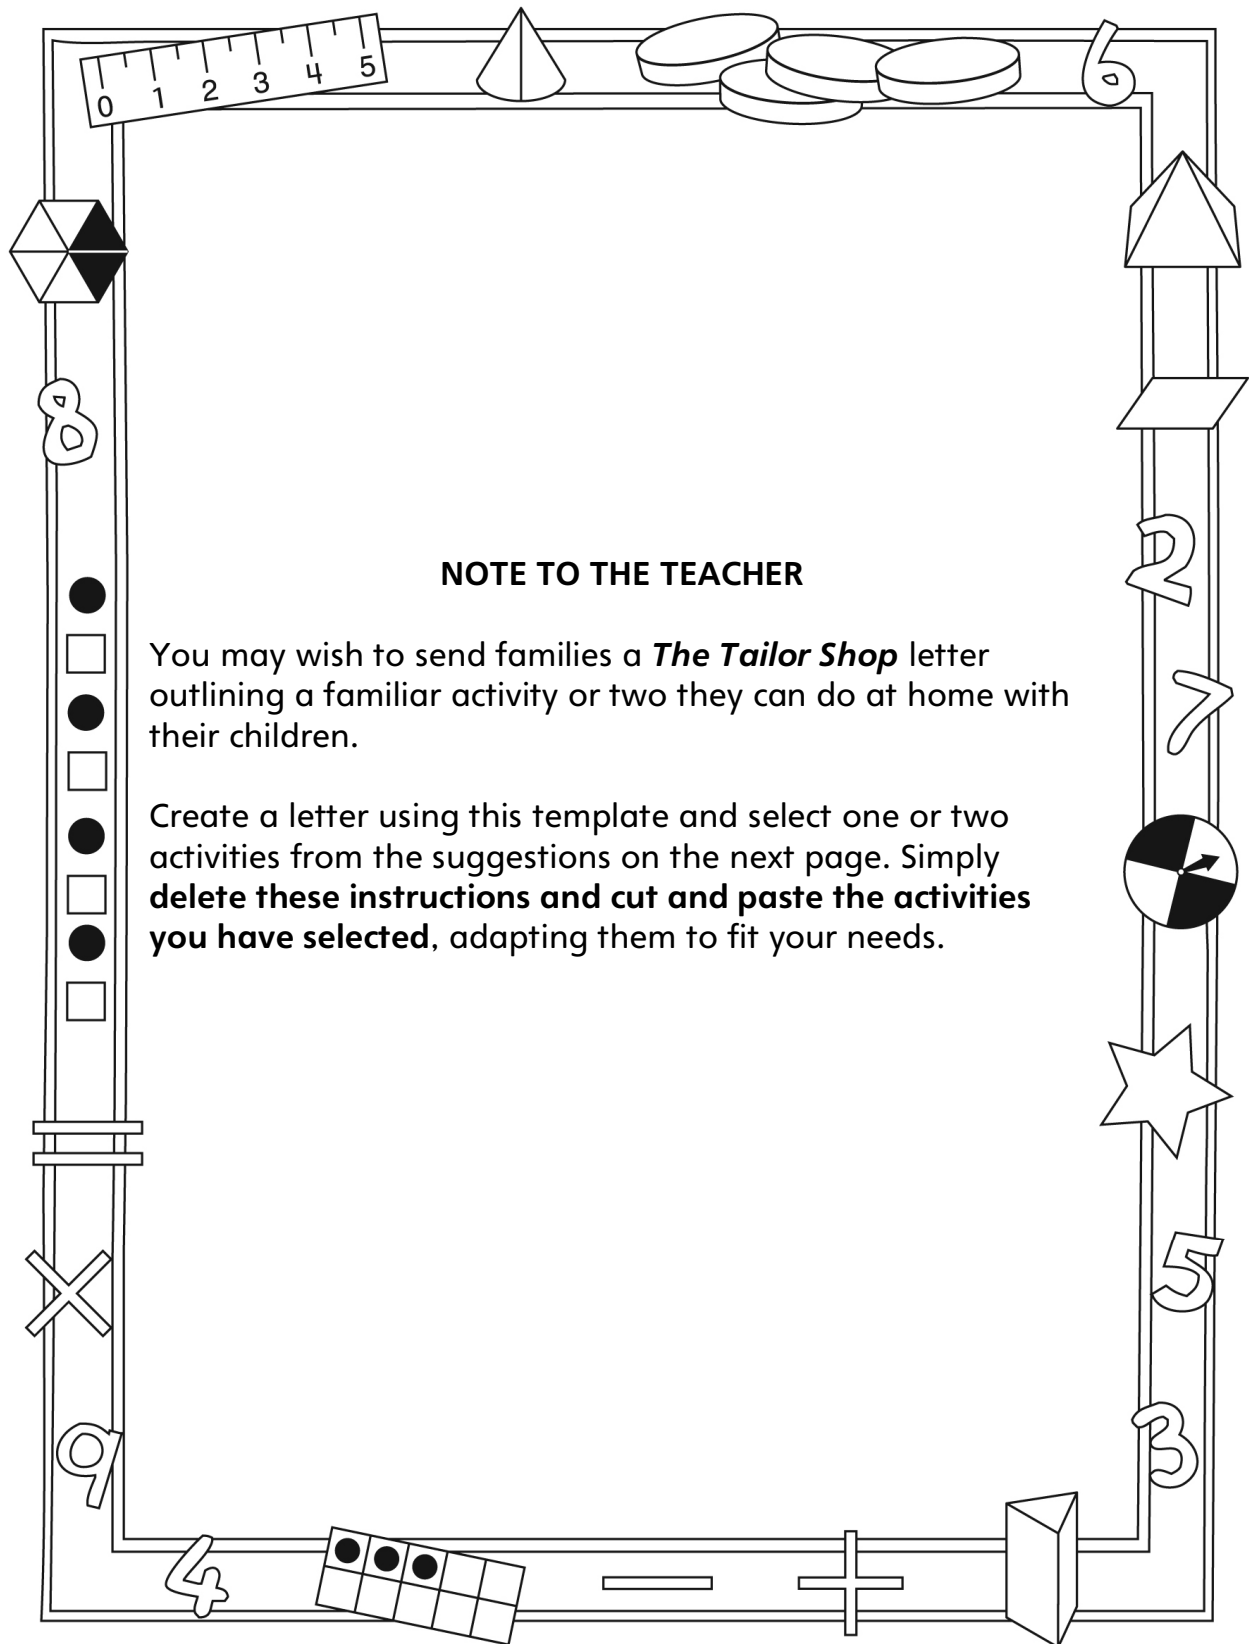 0 1 2 3 4 5
6
8
NOTE TO THE TEACHER
2
You may wish to send families a The Tailor Shop letter
outlining a familiar activity or two they can do at home with
their children.
7
Create a letter using this template and select one or two
activities from the suggestions on the next page. Simply
delete these instructions and cut and paste the activities
you have selected, adapting them to fit your needs.
=
5
×
3
9
4
− +